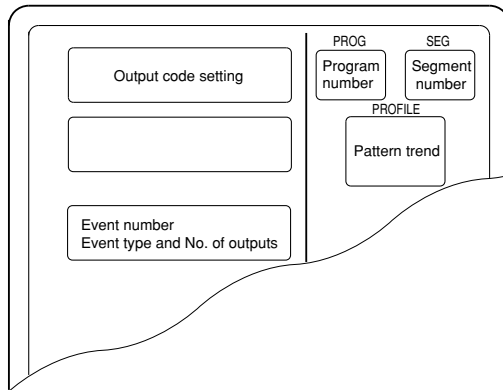 Output code setting
Event number
Event type and No. of outputs
PROG
SEG
Program
number
Segment
number
PROFILE
Pattern trend